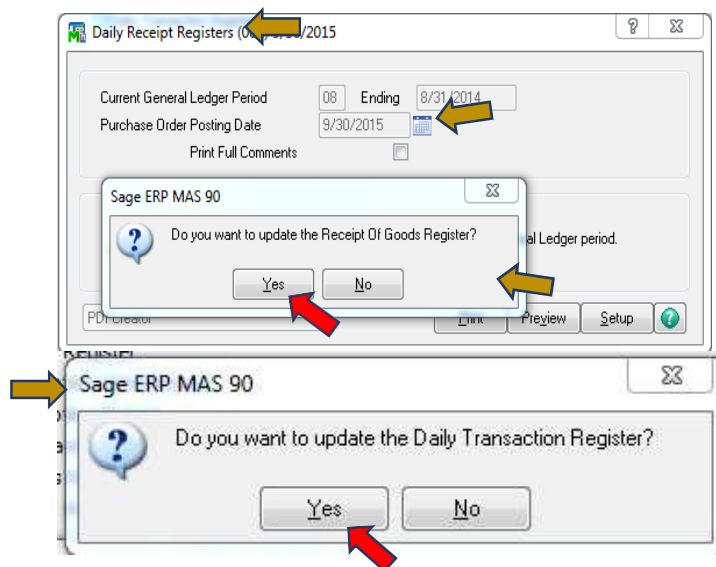 Daily Receipt Registers 2015
Current General Ledger Period 08 Ending 8/31/2014
Purchase Order Posting Date 9/30/2015
Print Full Comments
Sage ERP MAS 90
Do you want to update the Receipt Of Goods Register?
al Ledger period.
Yes No
Print Preview Setup
Register
Sage ERP MAS 90
Do you want to update the Daily Transaction Register?
Yes No